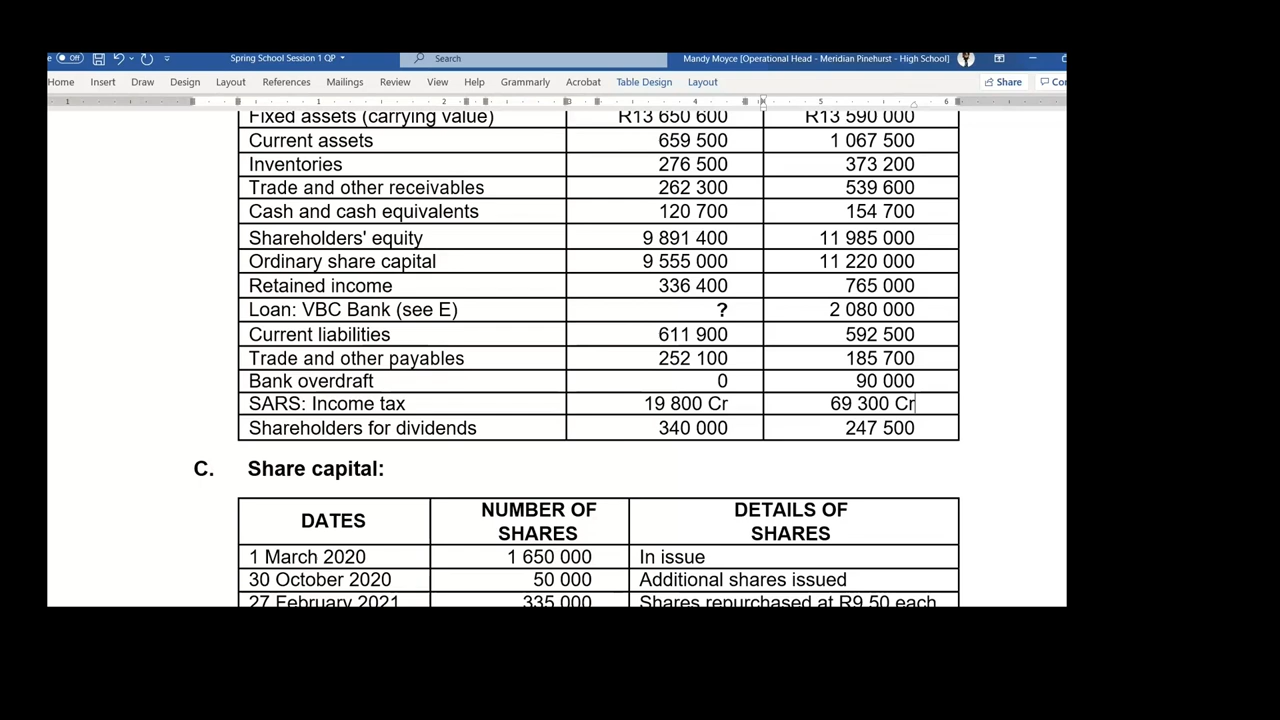 Off Spring School Session 1 QP Search Mandy Moyce [Operational Head - Meridian Pinehurst - High School]
Home Insert Draw Design Layout References Mailings Review View Help Grammarly Acrobat Table Design Layout Share
1 1 2 3 4 5 6
Fixed assets (carrying value) R13 650 600 R13 590 000
Current assets 659 500 1 067 500
Inventories 276 500 373 200
Trade and other receivables 262 300 539 600
Cash and cash equivalents 120 700 154 700
Shareholders' equity 9 891 400 11 985 000
Ordinary share capital 9 555 000 11 220 000
Retained income 336 400 765 000
Loan: VBC Bank (see E) ? 2 080 000
Current liabilities 611 900 592 500
Trade and other payables 252 100 185 700
Bank overdraft 0 90 000
SARS: Income tax 19 800 Cr 69 300 Cr
Shareholders for dividends 340 000 247 500
C. Share capital:
DATES NUMBER OF SHARES DETAILS OF SHARES
1 March 2020 1 650 000 In issue
30 October 2020 50 000 Additional shares issued
27 February 2021 335 000 Shares repurchased at R9,50 each